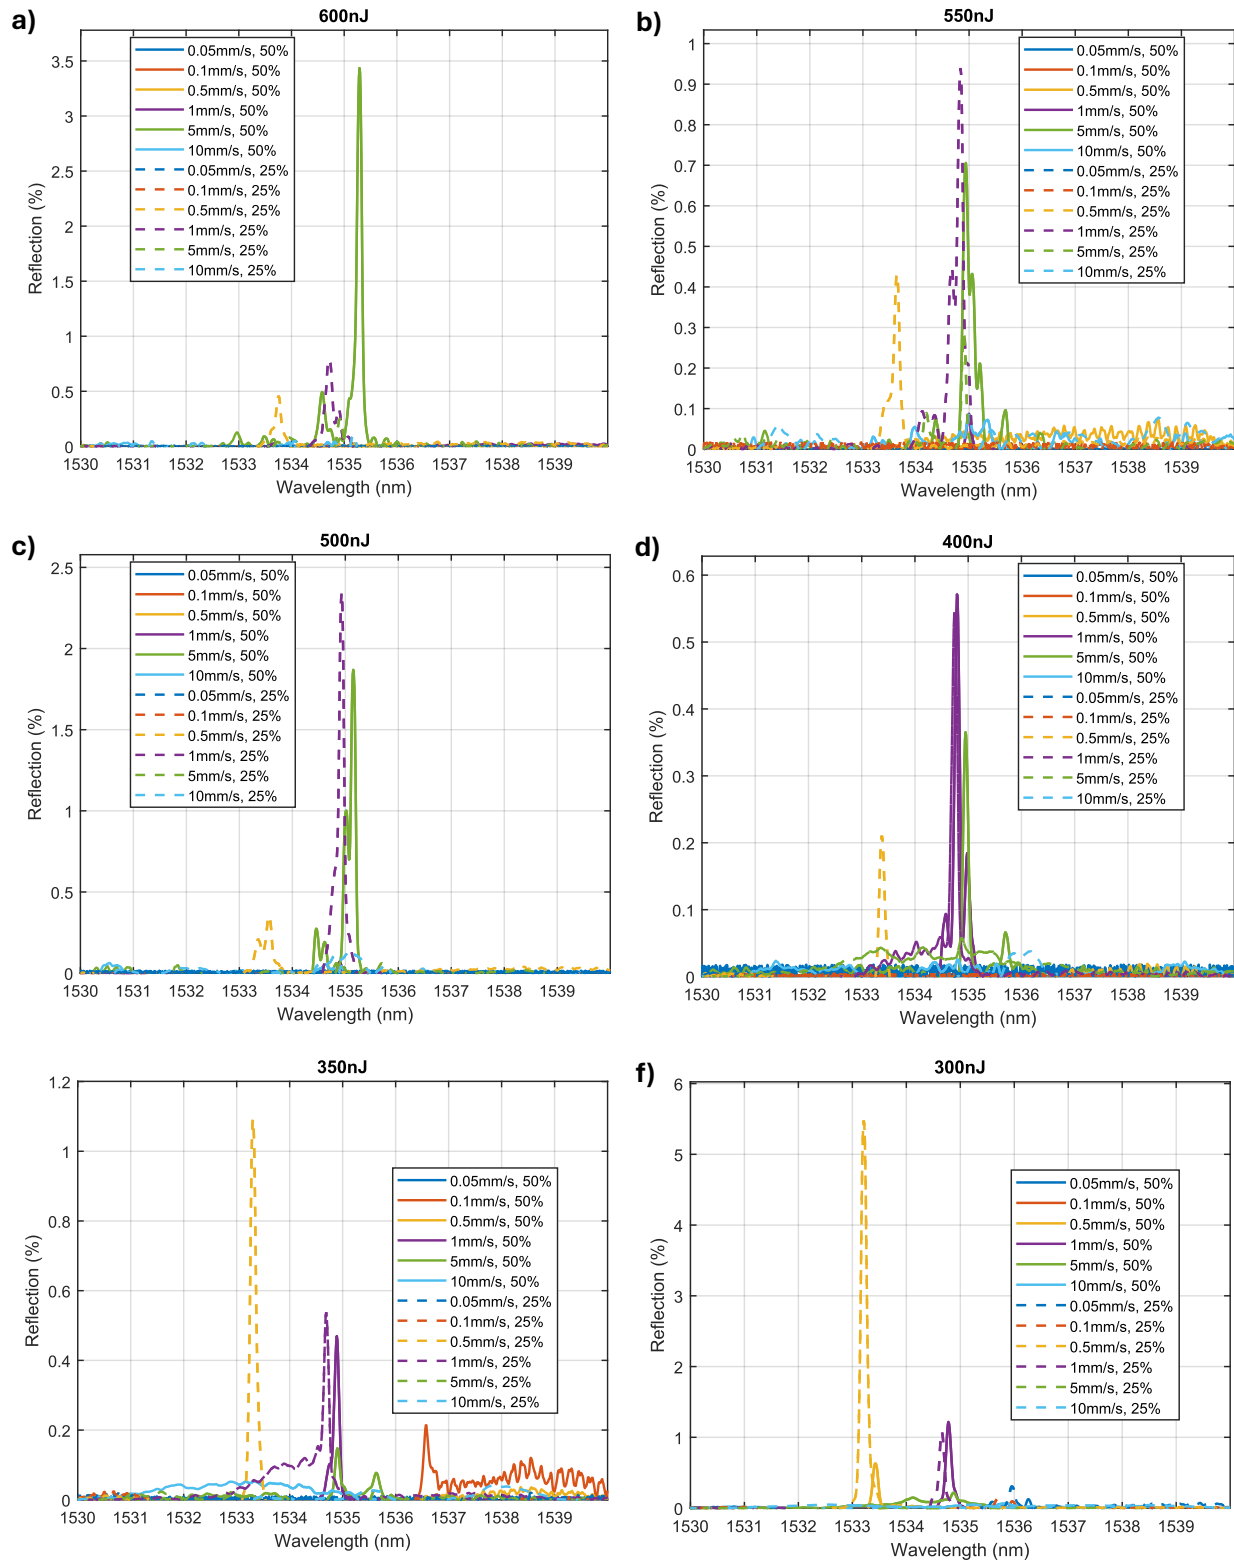 a)
600nJ
3.5
3
2.5
2
1.5
1
0.5
0
Reflection (%)
0.05mm/s, 50%
0.1mm/s, 50%
0.5mm/s, 50%
1mm/s, 50%
5mm/s, 50%
10mm/s, 50%
0.05mm/s, 25%
0.1mm/s, 25%
0.5mm/s, 25%
1mm/s, 25%
5mm/s, 25%
10mm/s, 25%
1530 1531 1532 1533 1534 1535 1536 1537 1538 1539
Wavelength (nm)
b)
550nJ
1
0.9
0.8
0.7
0.6
0.5
0.4
0.3
0.2
0.1
0
Reflection (%)
0.05mm/s, 50%
0.1mm/s, 50%
0.5mm/s, 50%
1mm/s, 50%
5mm/s, 50%
10mm/s, 50%
0.05mm/s, 25%
0.1mm/s, 25%
0.5mm/s, 25%
1mm/s, 25%
5mm/s, 25%
10mm/s, 25%
1530 1531 1532 1533 1534 1535 1536 1537 1538 1539
Wavelength (nm)
c)
500nJ
2.5
2
1.5
1
0.5
0
Reflection (%)
0.05mm/s, 50%
0.1mm/s, 50%
0.5mm/s, 50%
1mm/s, 50%
5mm/s, 50%
10mm/s, 50%
0.05mm/s, 25%
0.1mm/s, 25%
0.5mm/s, 25%
1mm/s, 25%
5mm/s, 25%
10mm/s, 25%
1530 1531 1532 1533 1534 1535 1536 1537 1538 1539
Wavelength (nm)
d)
400nJ
0.6
0.5
0.4
0.3
0.2
0.1
0
Reflection (%)
0.05mm/s, 50%
0.1mm/s, 50%
0.5mm/s, 50%
1mm/s, 50%
5mm/s, 50%
10mm/s, 50%
0.05mm/s, 25%
0.1mm/s, 25%
0.5mm/s, 25%
1mm/s, 25%
5mm/s, 25%
10mm/s, 25%
1530 1531 1532 1533 1534 1535 1536 1537 1538 1539
Wavelength (nm)
350nJ
1.2
1
0.8
0.6
0.4
0.2
0
Reflection (%)
0.05mm/s, 50%
0.1mm/s, 50%
0.5mm/s, 50%
1mm/s, 50%
5mm/s, 50%
10mm/s, 50%
0.05mm/s, 25%
0.1mm/s, 25%
0.5mm/s, 25%
1mm/s, 25%
5mm/s, 25%
10mm/s, 25%
1530 1531 1532 1533 1534 1535 1536 1537 1538 1539
Wavelength (nm)
f)
300nJ
6
5
4
3
2
1
0
Reflection (%)
0.05mm/s, 50%
0.1mm/s, 50%
0.5mm/s, 50%
1mm/s, 50%
5mm/s, 50%
10mm/s, 50%
0.05mm/s, 25%
0.1mm/s, 25%
0.5mm/s, 25%
1mm/s, 25%
5mm/s, 25%
10mm/s, 25%
1530 1531 1532 1533 1534 1535 1536 1537 1538 1539
Wavelength (nm)